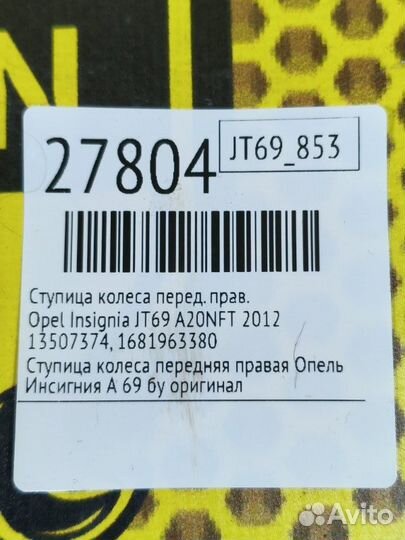 N
27804
JT69_853
Ступица колеса перед. прав.
Opel Insignia JT69 A20NFT 2012
13507374, 1681963380
Ступица колеса передняя правая Опель
Инсигния А 69 бу оригинал
Avito